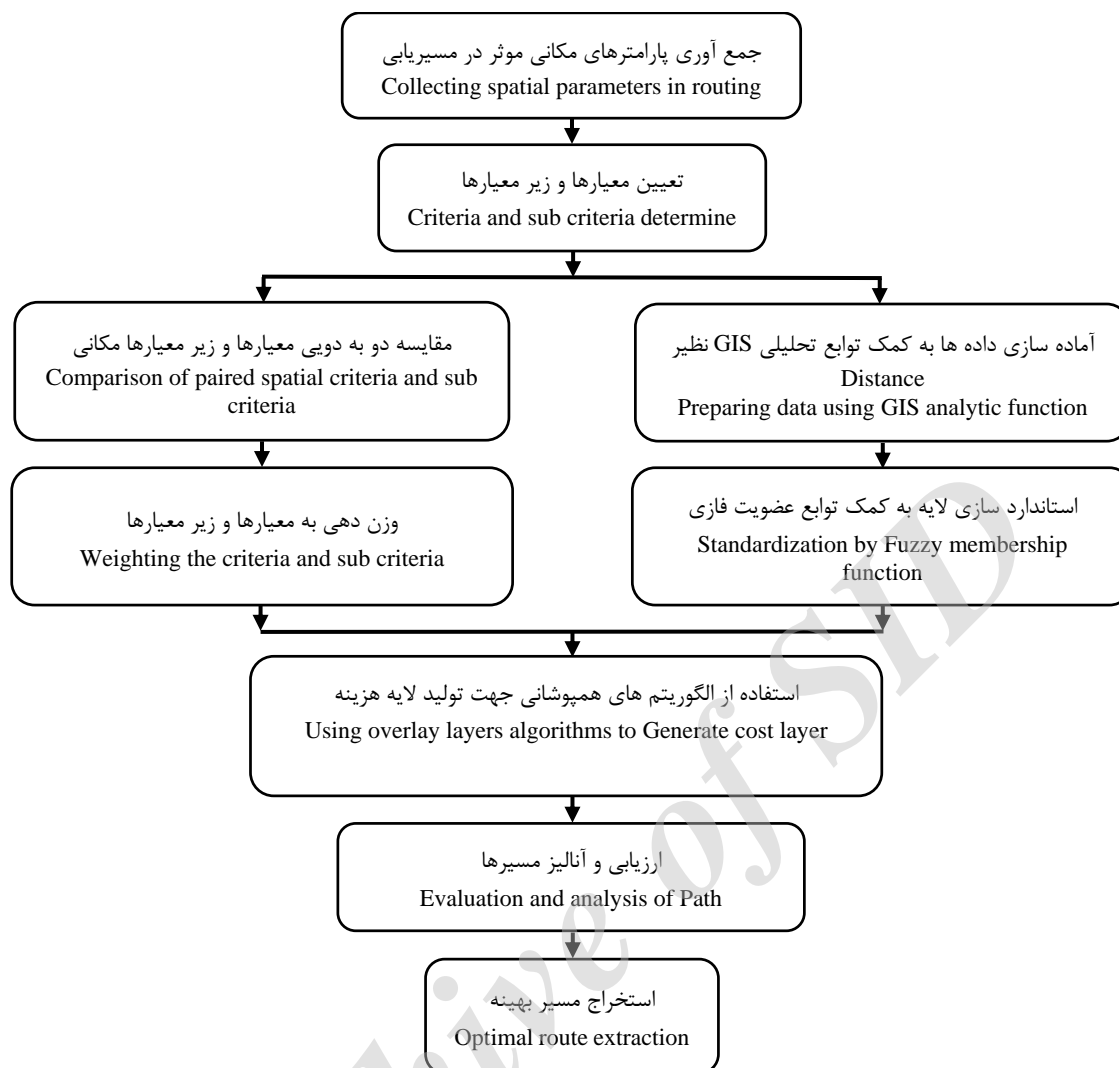 جمع آوری پارامترهای مکانی موثر در مسیریابی
Collecting spatial parameters in routing
تعیین معیارها و زیر معیارها
Criteria and sub criteria determine
مقایسه دو به دویی معیارها و زیر معیارها مکانی
Comparison of paired spatial criteria and sub
criteria
آماده سازی داده ها به کمک توابع تحلیلی GIS نظیر
Distance
Preparing data using GIS analytic function
وزن دهی به معیارها و زیر معیارها
Weighting the criteria and sub criteria
استاندارد سازی لایه به کمک توابع عضویت فازی
Standardization by Fuzzy membership
function
استفاده از الگوریتم های همپوشانی جهت تولید لایه هزینه
Using overlay layers algorithms to Generate cost layer
ارزیابی و آنالیز مسیرها
Evaluation and analysis of Path
استخراج مسیر بهینه
Optimal route extraction
hive of SID